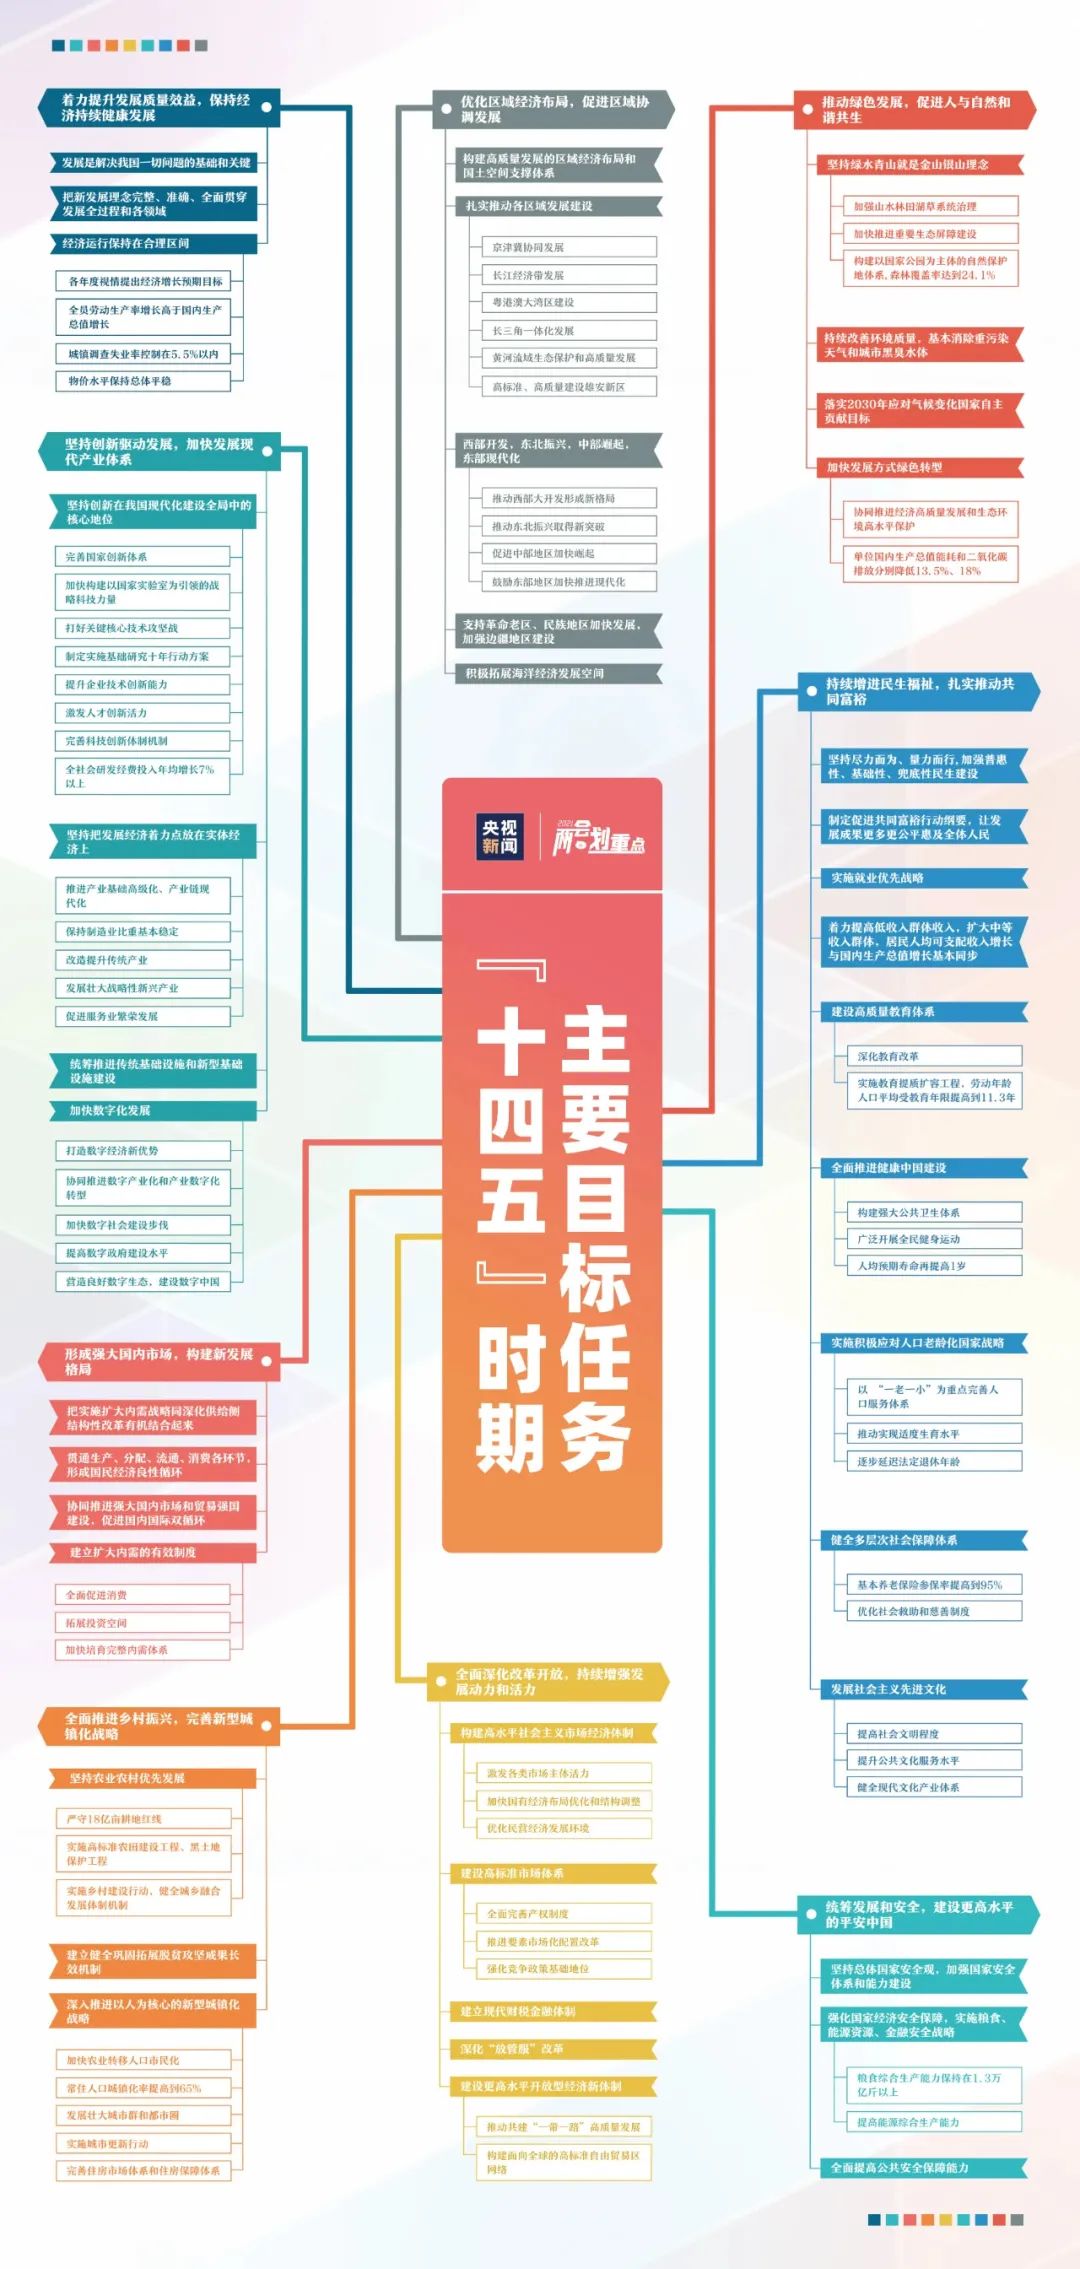 着力提升发展质量效益，保持经
济持续健康发展
发展是解决我国一切问题的基础和关键
把新发展理念完整、准确、全面贯穿
发展全过程和各领域
经济运行保持在合理区间
各年度视情提出经济增长预期目标
全员劳动生产率增长高于国内生产
总值增长
城镇调查失业率控制在5.5%以内
物价水平保持总体平稳
坚持创新驱动发展，加快发展现
代产业体系
坚持创新在我国现代化建设全局中的
核心地位
完善国家创新体系
加快构建以国家实验室为引领的战
略科技力量
打好关键核心技术攻坚战
制定实施基础研究十年行动方案
提升企业技术创新能力
激发人才创新活力
完善科技创新体制机制
全社会研发经费投入年均增长7%
以上
坚持把发展经济着力点放在实体经
济上
推进产业基础高级化、产业链现
代化
保持制造业比重基本稳定
改造提升传统产业
发展壮大战略性新兴产业
促进服务业繁荣发展
统筹推进传统基础设施和新型基础
设施建设
加快数字化发展
打造数字经济新优势
协同推进数字产业化和产业数字化
转型
加快数字社会建设步伐
提高数字政府建设水平
营造良好数字生态，建设数字中国
形成强大国内市场，构建新发展
格局
把实施扩大内需战略同深化供给侧
结构性改革有机结合起来
贯通生产、分配、流通、消费各环节，
形成国民经济良性循环
协同推进强大国内市场和贸易强国
建设，促进国内国际双循环
建立扩大内需的有效制度
全面促进消费
拓展投资空间
加快培育完整内需体系
全面推进乡村振兴，完善新型城
镇化战略
坚持农业农村优先发展
严守18亿亩耕地红线
实施高标准农田建设工程、黑土地
保护工程
实施乡村建设行动，健全城乡融合
发展体制机制
建立健全巩固拓展脱贫攻坚成果长
效机制
深入推进以人为核心的新型城镇化
战略
加快农业转移人口市民化
常住人口城镇化率提高到65%
发展壮大城市群和都市圈
实施城市更新行动
完善住房市场体系和住房保障体系
优化区域经济布局，促进区域协
调发展
构建高质量发展的区域经济布局和
国土空间支撑体系
扎实推动各区域发展建设
京津冀协同发展
长江经济带发展
粤港澳大湾区建设
长三角一体化发展
黄河流域生态保护和高质量发展
高标准、高质量建设雄安新区
西部开发，东北振兴，中部崛起，
东部现代化
推动西部大开发形成新格局
推动东北振兴取得新突破
促进中部地区加快崛起
鼓励东部地区加快推进现代化
支持革命老区、民族地区加快发展，
加强边疆地区建设
积极拓展海洋经济发展空间
央视
新闻
2021
两会划重点
『十四五』时期
主要目标任务
全面深化改革开放，持续增强发
展动力和活力
构建高水平社会主义市场经济体制
激发各类市场主体活力
加快国有经济布局优化和结构调整
优化民营经济发展环境
建设高标准市场体系
全面完善产权制度
推进要素市场化配置改革
强化竞争政策基础地位
建立现代财税金融体制
深化“放管服”改革
建设更高水平开放型经济新体制
推动共建“一带一路”高质量发展
构建面向全球的高标准自由贸易区
网络
推动绿色发展，促进人与自然和
谐共生
坚持绿水青山就是金山银山理念
加强山水林田湖草系统治理
加快推进重要生态屏障建设
构建以国家公园为主体的自然保护
地体系，森林覆盖率达到24.1%
持续改善环境质量，基本消除重污染
天气和城市黑臭水体
落实2030年应对气候变化国家自主
贡献目标
加快发展方式绿色转型
协同推进经济高质量发展和生态环
境高水平保护
单位国内生产总值能耗和二氧化碳
排放分别降低13.5%、18%
持续增进民生福祉，扎实推动共
同富裕
坚持尽力而为、量力而行，加强普惠
性、基础性、兜底性民生建设
制定促进共同富裕行动纲要，让发
展成果更多更公平惠及全体人民
实施就业优先战略
着力提高低收入群体收入，扩大中等
收入群体，居民人均可支配收入增长
与国内生产总值增长基本同步
建设高质量教育体系
深化教育改革
实施教育提质扩容工程，劳动年龄
人口平均受教育年限提高到11.3年
全面推进健康中国建设
构建强大公共卫生体系
广泛开展全民健身运动
人均预期寿命再提高1岁
实施积极应对人口老龄化国家战略
以 “一老一小”为重点完善人
口服务体系
推动实现适度生育水平
逐步延迟法定退休年龄
健全多层次社会保障体系
基本养老保险参保率提高到95%
优化社会救助和慈善制度
发展社会主义先进文化
提高社会文明程度
提升公共文化服务水平
健全现代文化产业体系
统筹发展和安全，建设更高水平
的平安中国
坚持总体国家安全观，加强国家安全
体系和能力建设
强化国家经济安全保障，实施粮食、
能源资源、金融安全战略
粮食综合生产能力保持在1.3万
亿斤以上
提高能源综合生产能力
全面提高公共安全保障能力